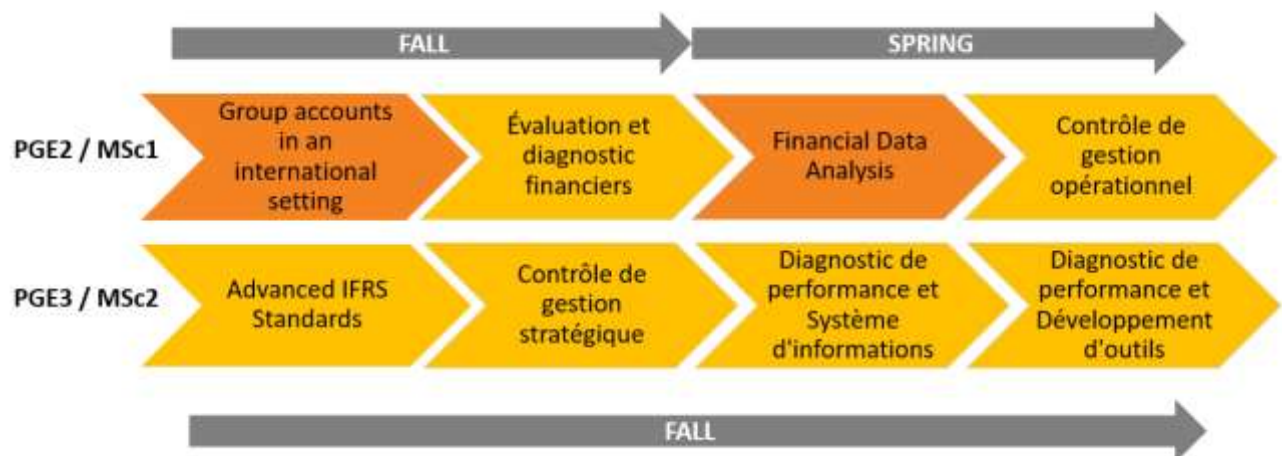 FALL
SPRING
PGE2 / MSc1
Group accounts
in an
international
setting
Évaluation et
diagnostic
financiers
Financial Data
Analysis
Contrôle de
gestion
opérationnel
PGE3 / MSc2
Advanced IFRS
Standards
Contrôle de
gestion
stratégique
Diagnostic de
performance et
Système
d'informations
Diagnostic de
performance et
Développement
d'outils
FALL